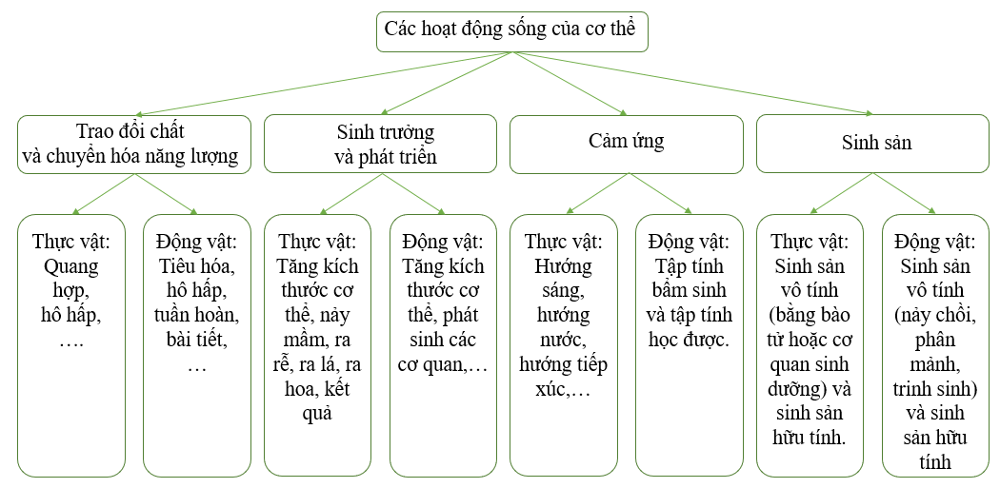 Các hoạt động sống của cơ thể
Trao đổi chất
và chuyển hóa năng lượng
Sinh trưởng
và phát triển
Cảm ứng
Sinh sản
Thực vật:
Quang
hợp,
hô hấp,
….
Động vật:
Tiêu hóa,
hô hấp,
tuần hoàn,
bài tiết,
…
Thực vật:
Tăng kích
thước cơ
thể, nảy
mầm, ra
rễ, ra lá, ra
hoa, kết
quả
Động vật:
Tăng kích
thước cơ
thể, phát
sinh các
cơ quan,…
Thực vật:
Hướng
sáng,
hướng
nước,
hướng tiếp
xúc,…
Động vật:
Tập tính
bẩm sinh
và tập tính
học được.
Thực vật:
Sinh sản
vô tính
(bằng bào
tử hoặc cơ
quan sinh
dưỡng) và
sinh sản
hữu tính.
Động vật:
Sinh sản
vô tính
(nảy chồi,
phân
mảnh,
trinh sinh)
và sinh
sản hữu
tính